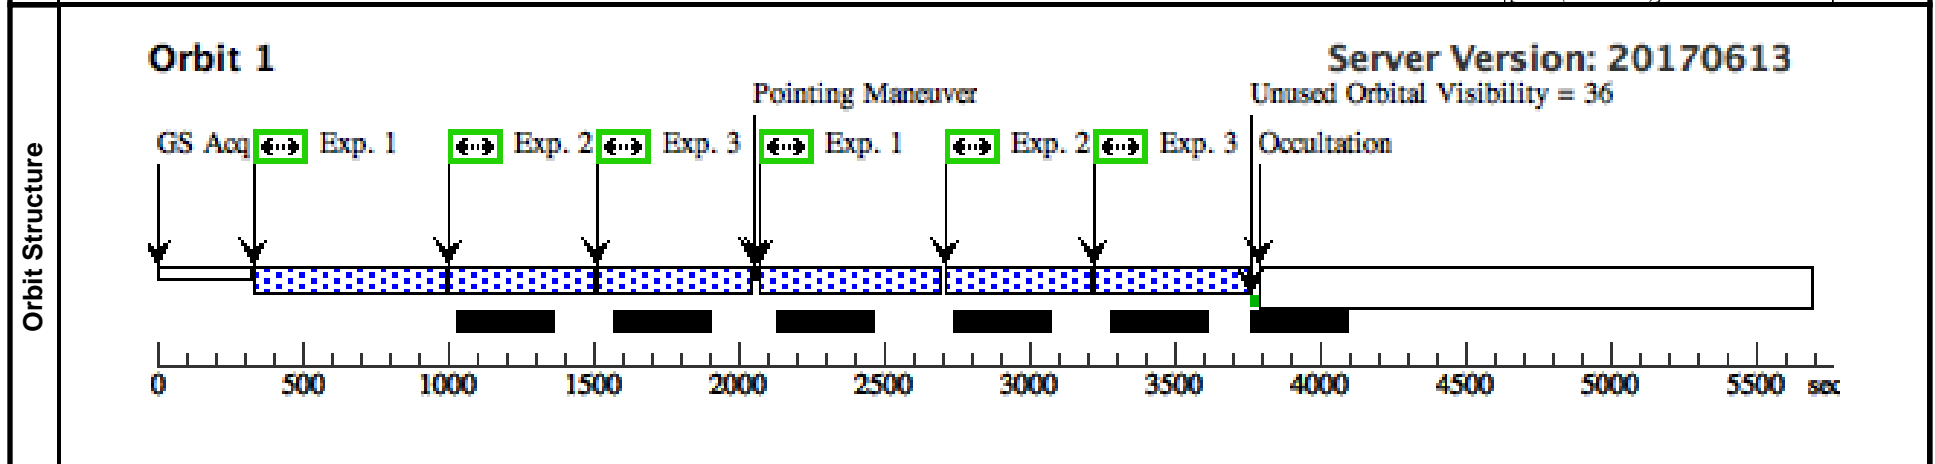 Orbit Structure
Orbit 1
Server Version: 20170613
Pointing Maneuver
Unused Orbital Visibility = 36
GS Acq
Exp. 1
Exp. 2
Exp. 3
Exp. 1
Exp. 2
Exp. 3
Occultation
0 500 1000 1500 2000 2500 3000 3500 4000 4500 5000 5500 sec